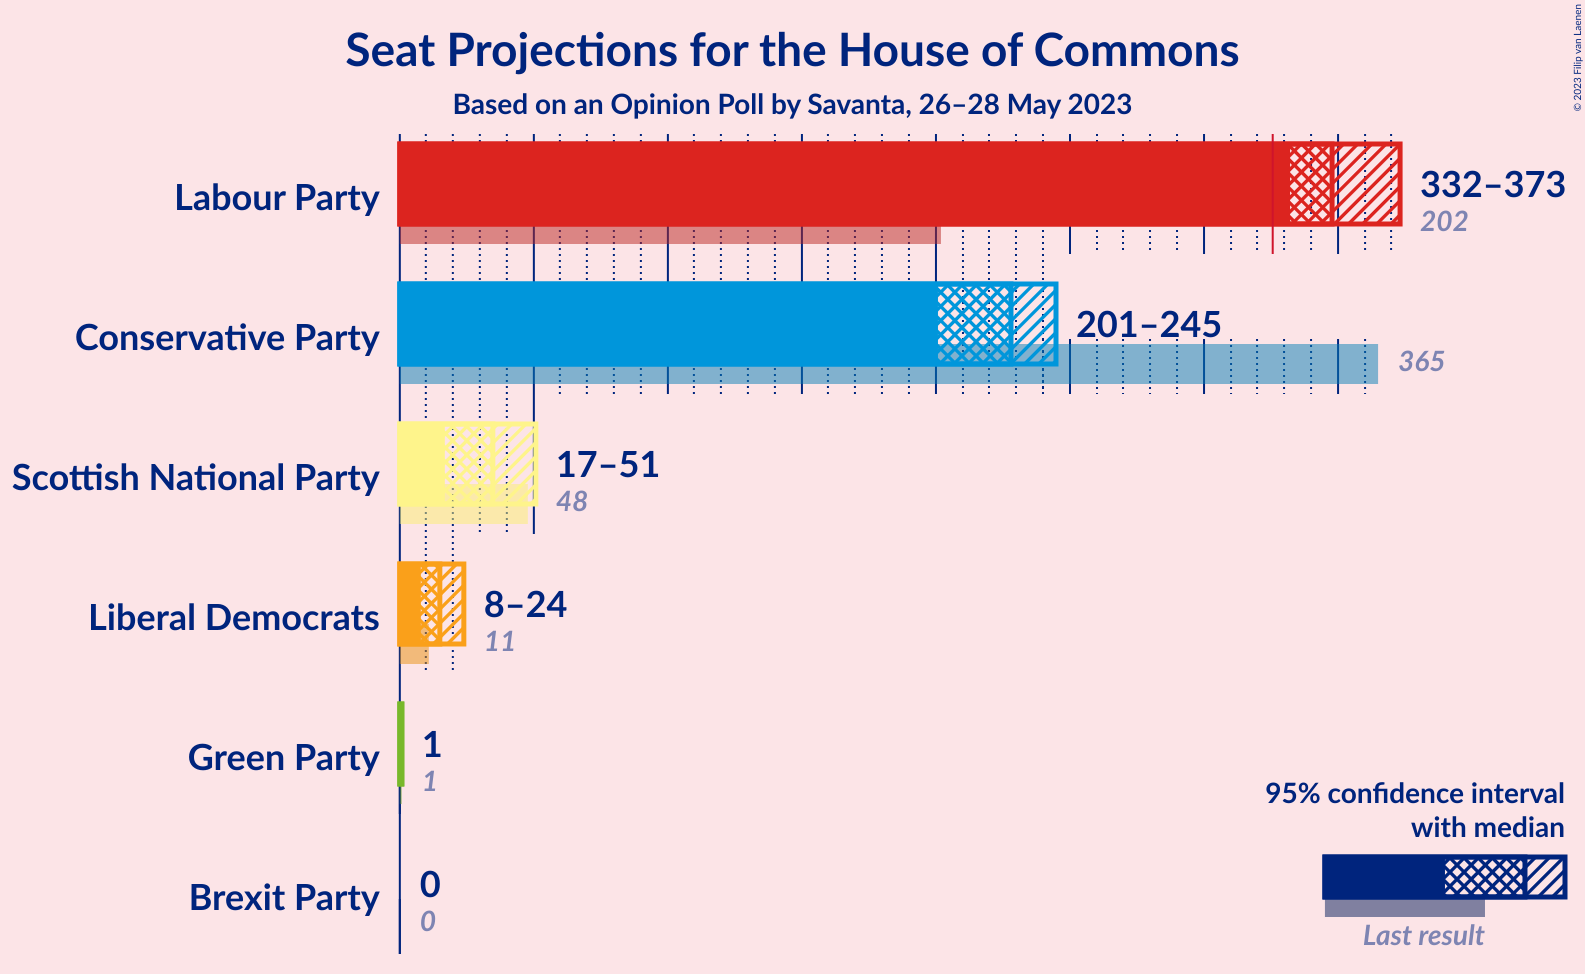 Seat Projections for the House of Commons
Based on an Opinion Poll by Savanta, 26–28 May 2023
© 2023 Filip van Laenen
Labour Party
332–373
202
Conservative Party
201–245
365
Scottish National Party
17–51
48
Liberal Democrats
8–24
11
Green Party
1
1
Brexit Party
0
0
95% confidence interval
with median
Last result